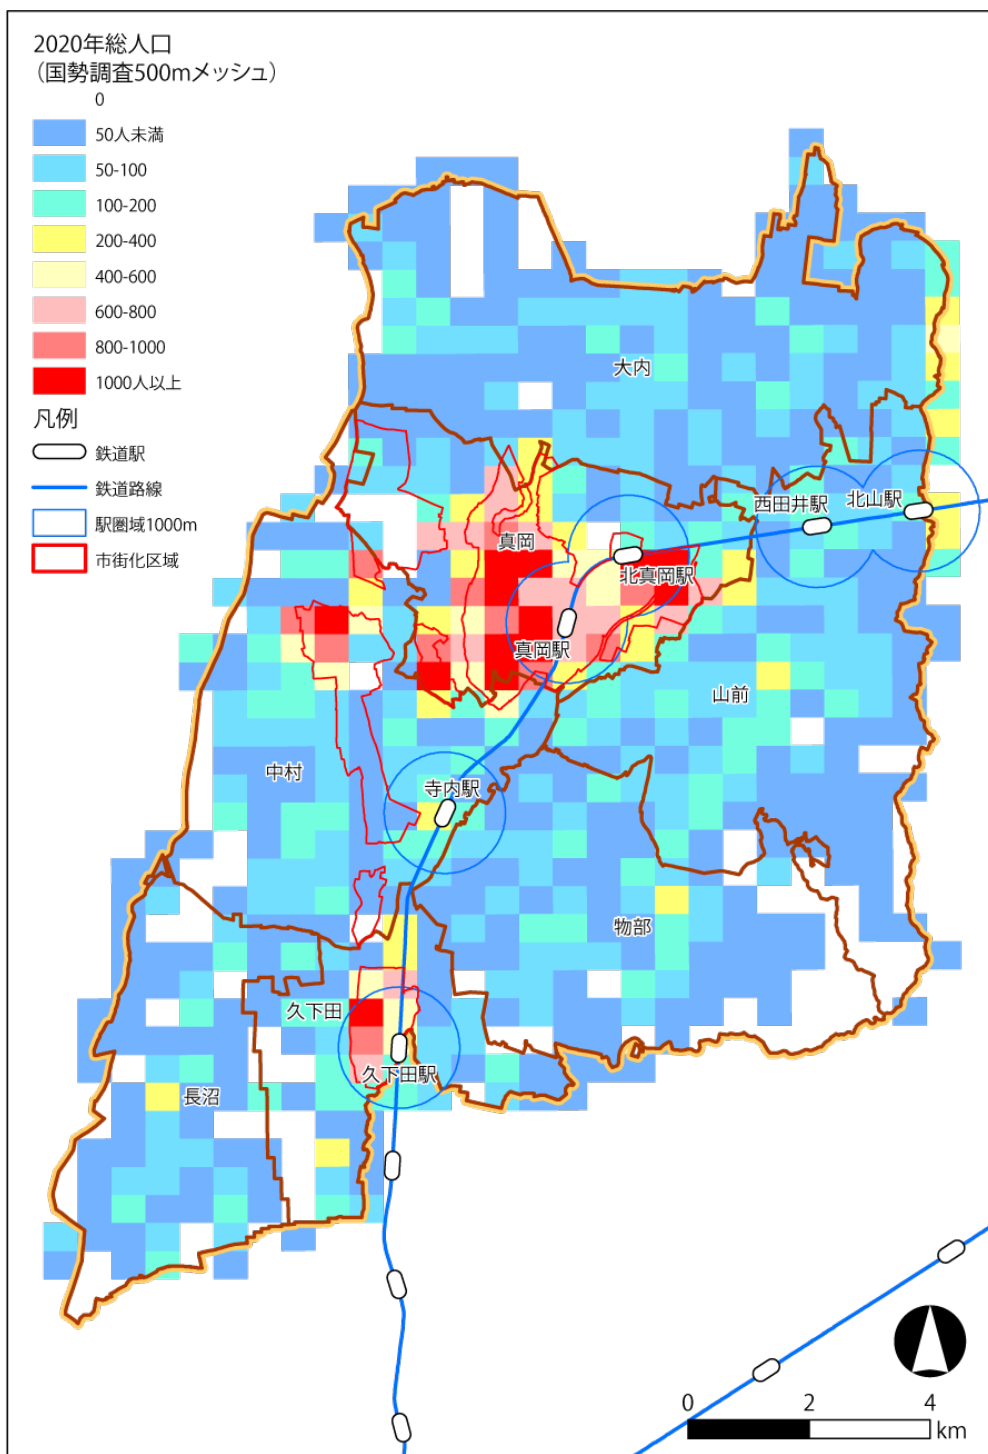 2020年総人口
（国勢調査500mメッシュ）
0
50人未満
50-100
100-200
200-400
400-600
600-800
800-1000
1000人以上
凡例
鉄道駅
鉄道路線
駅圏域1000m
市街化区域
大内
西田井駅
北山駅
真岡
北真岡駅
真岡駅
山前
中村
寺内駅
物部
久下田
久下田駅
長沼
0 2 4
km